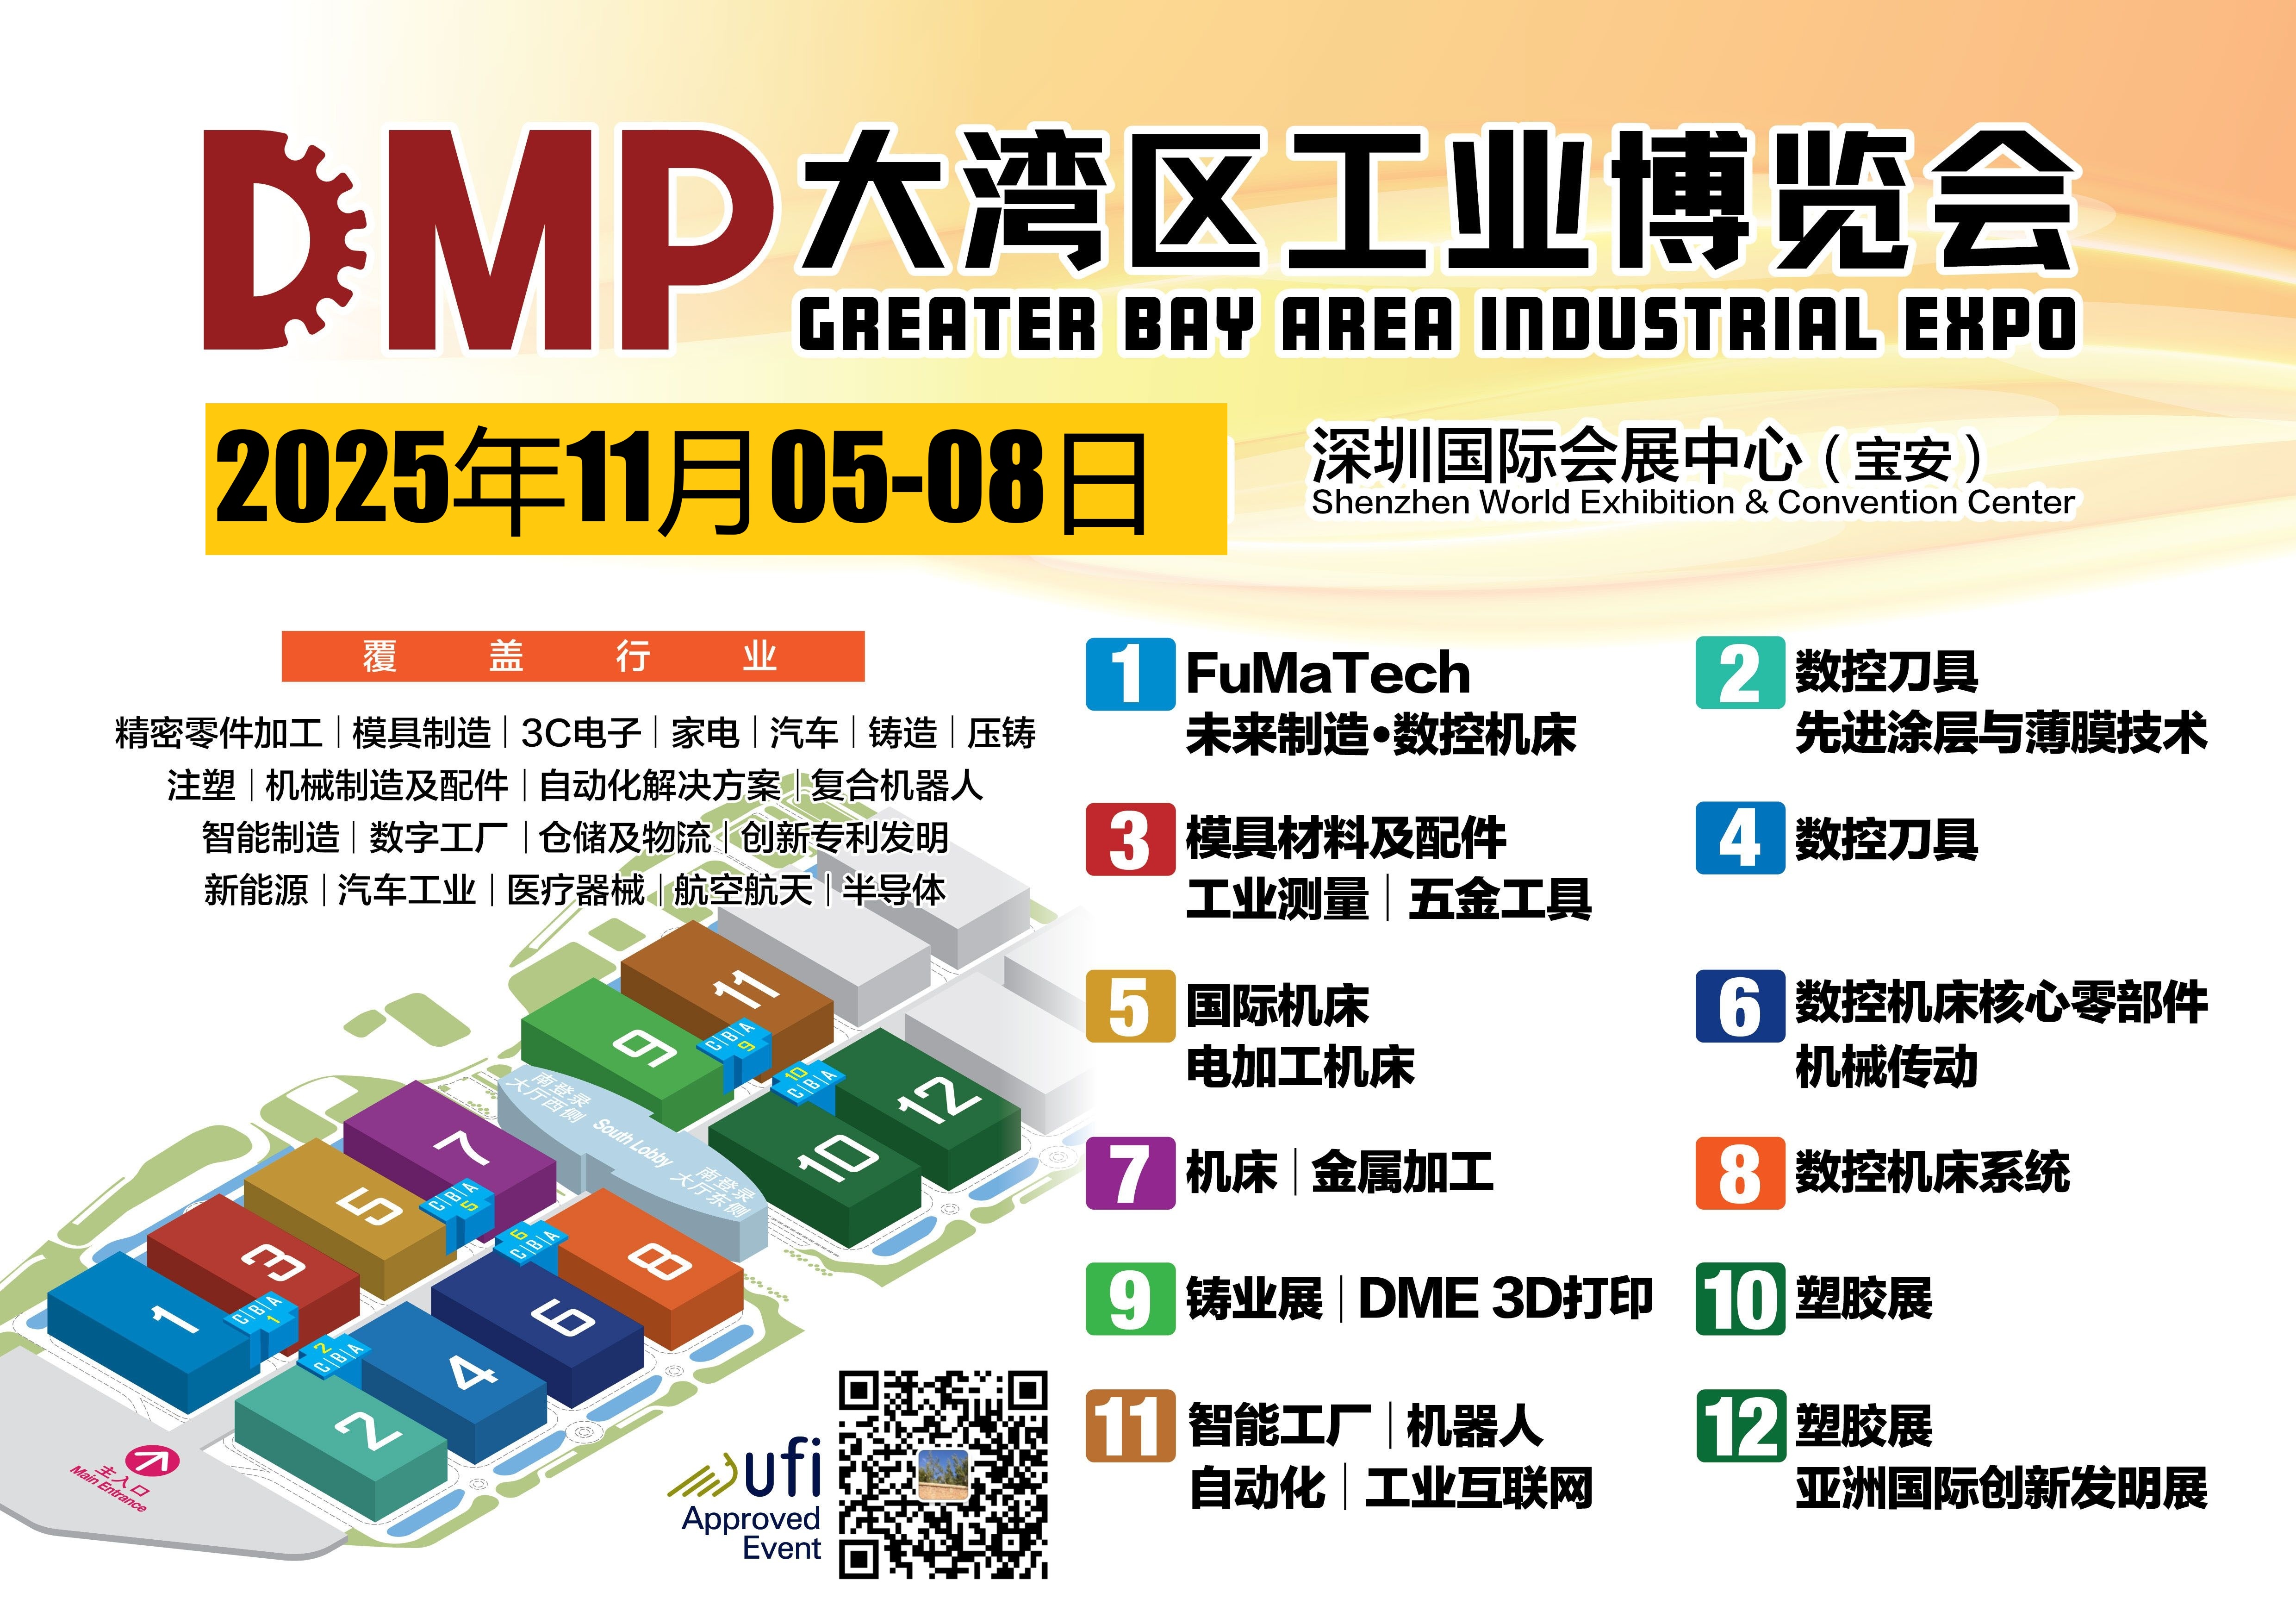 DMP 大湾区工业博览会
GREATER BAY AREA INDUSTRIAL EXPO
2025年11月05-08日
深圳国际会展中心（宝安）
Shenzhen World Exhibition & Convention Center
覆盖行业
精密零件加工|模具制造|3C电子|家电|汽车|铸造|压铸
注塑|机械制造及配件|自动化解决方案|复合机器人
智能制造|数字工厂|仓储及物流|创新专利发明
新能源|汽车工业|医疗器械|航空航天|半导体
1 FuMaTech
未来制造•数控机床
2 数控刀具
先进涂层与薄膜技术
3 模具材料及配件
工业测量|五金工具
4 数控刀具
5 国际机床
电加工机床
6 数控机床核心零部件
机械传动
7 机床|金属加工
8 数控机床系统
9 铸业展|DME 3D打印
10 塑胶展
11 智能工厂|机器人
自动化|工业互联网
12 塑胶展
亚洲国际创新发明展
11
9
C|B|A
9
10
C|B|A
12
10
南登录
大厅西侧
South Lobby
南登录
大厅东侧
7
5
C|B|A
5
6
C|B|A
8
3
1
C|B|A
1
2
C|B|A
6
4
2
主入口
Main Entrance
ufi
Approved
Event